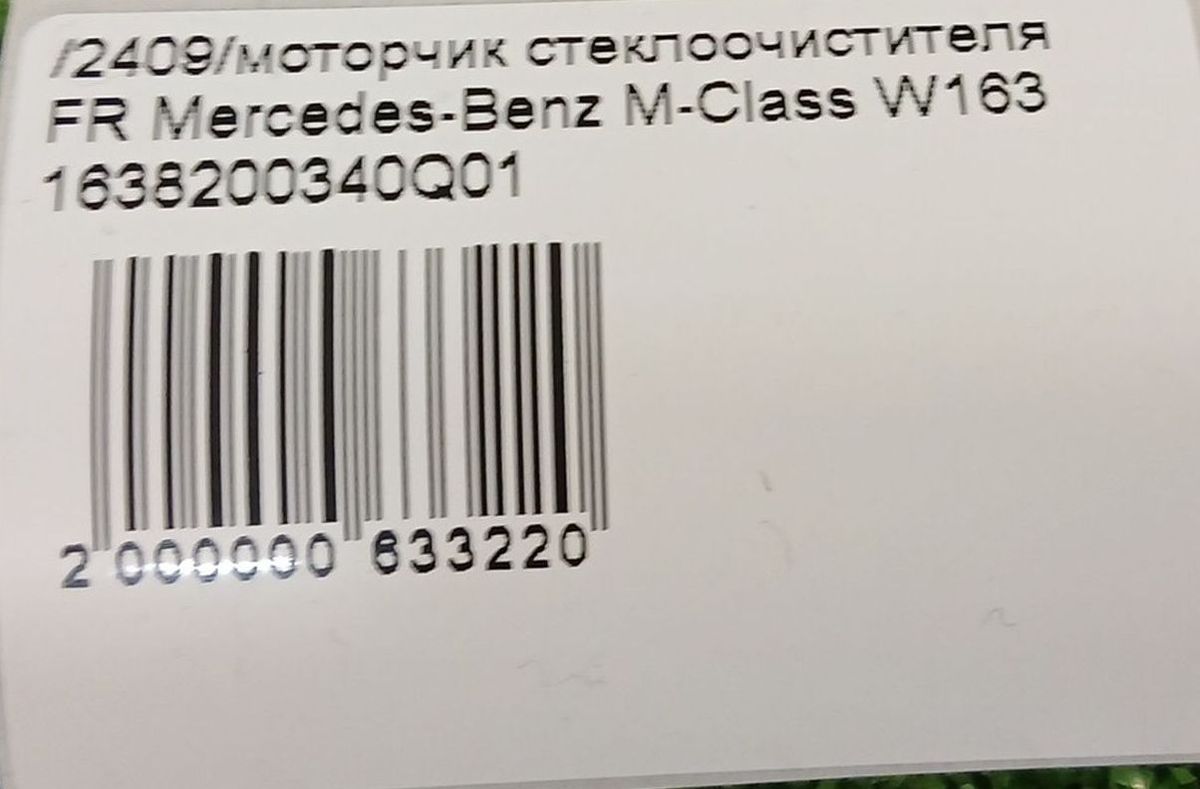 /2409/моторчик стеклоочистителя
FR Mercedes-Benz M-Class W163
1638200340Q01
2 000000 633220